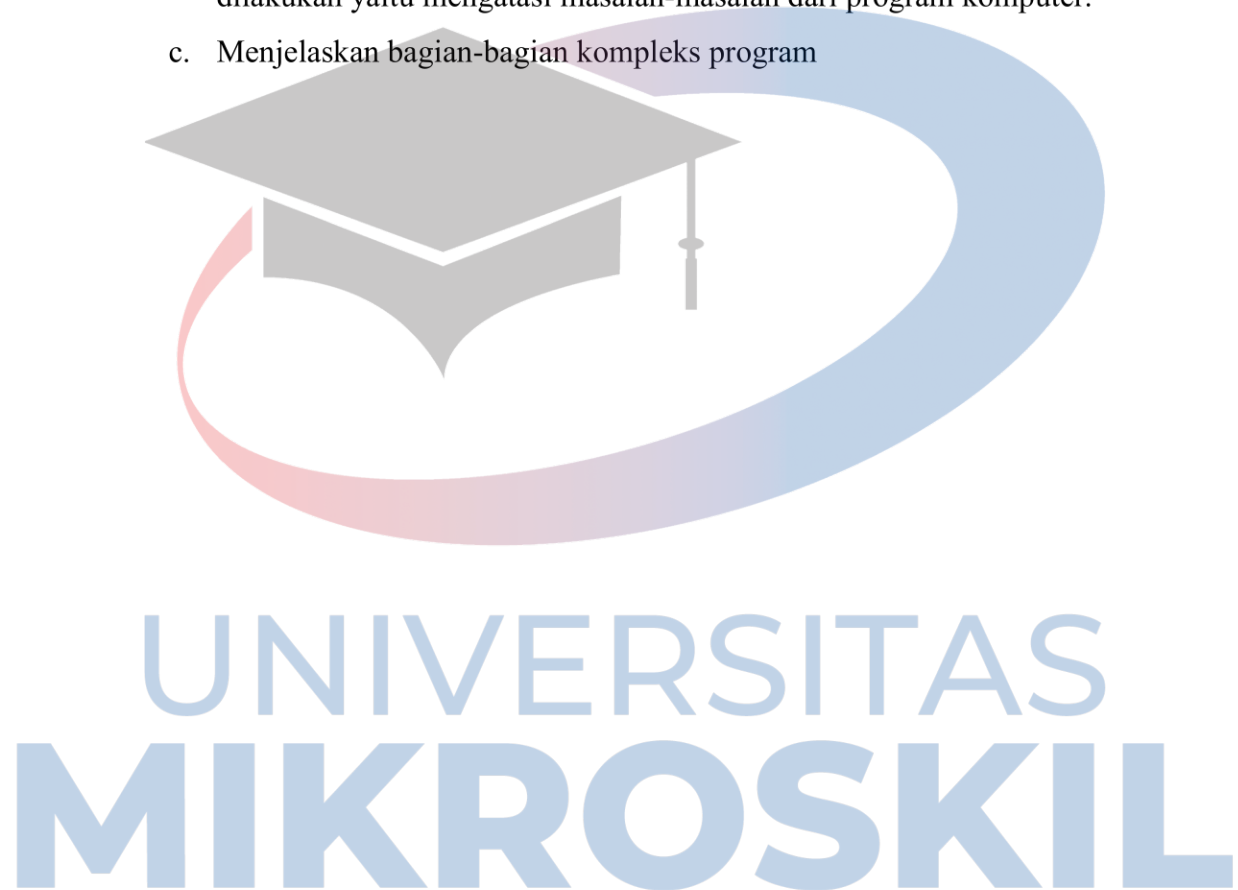 dilakukan yaitu mengatasi masalah-masalah dari program komputer.
c. Menjelaskan bagian-bagian kompleks program
UNIVERSITAS
MIKROSKIL